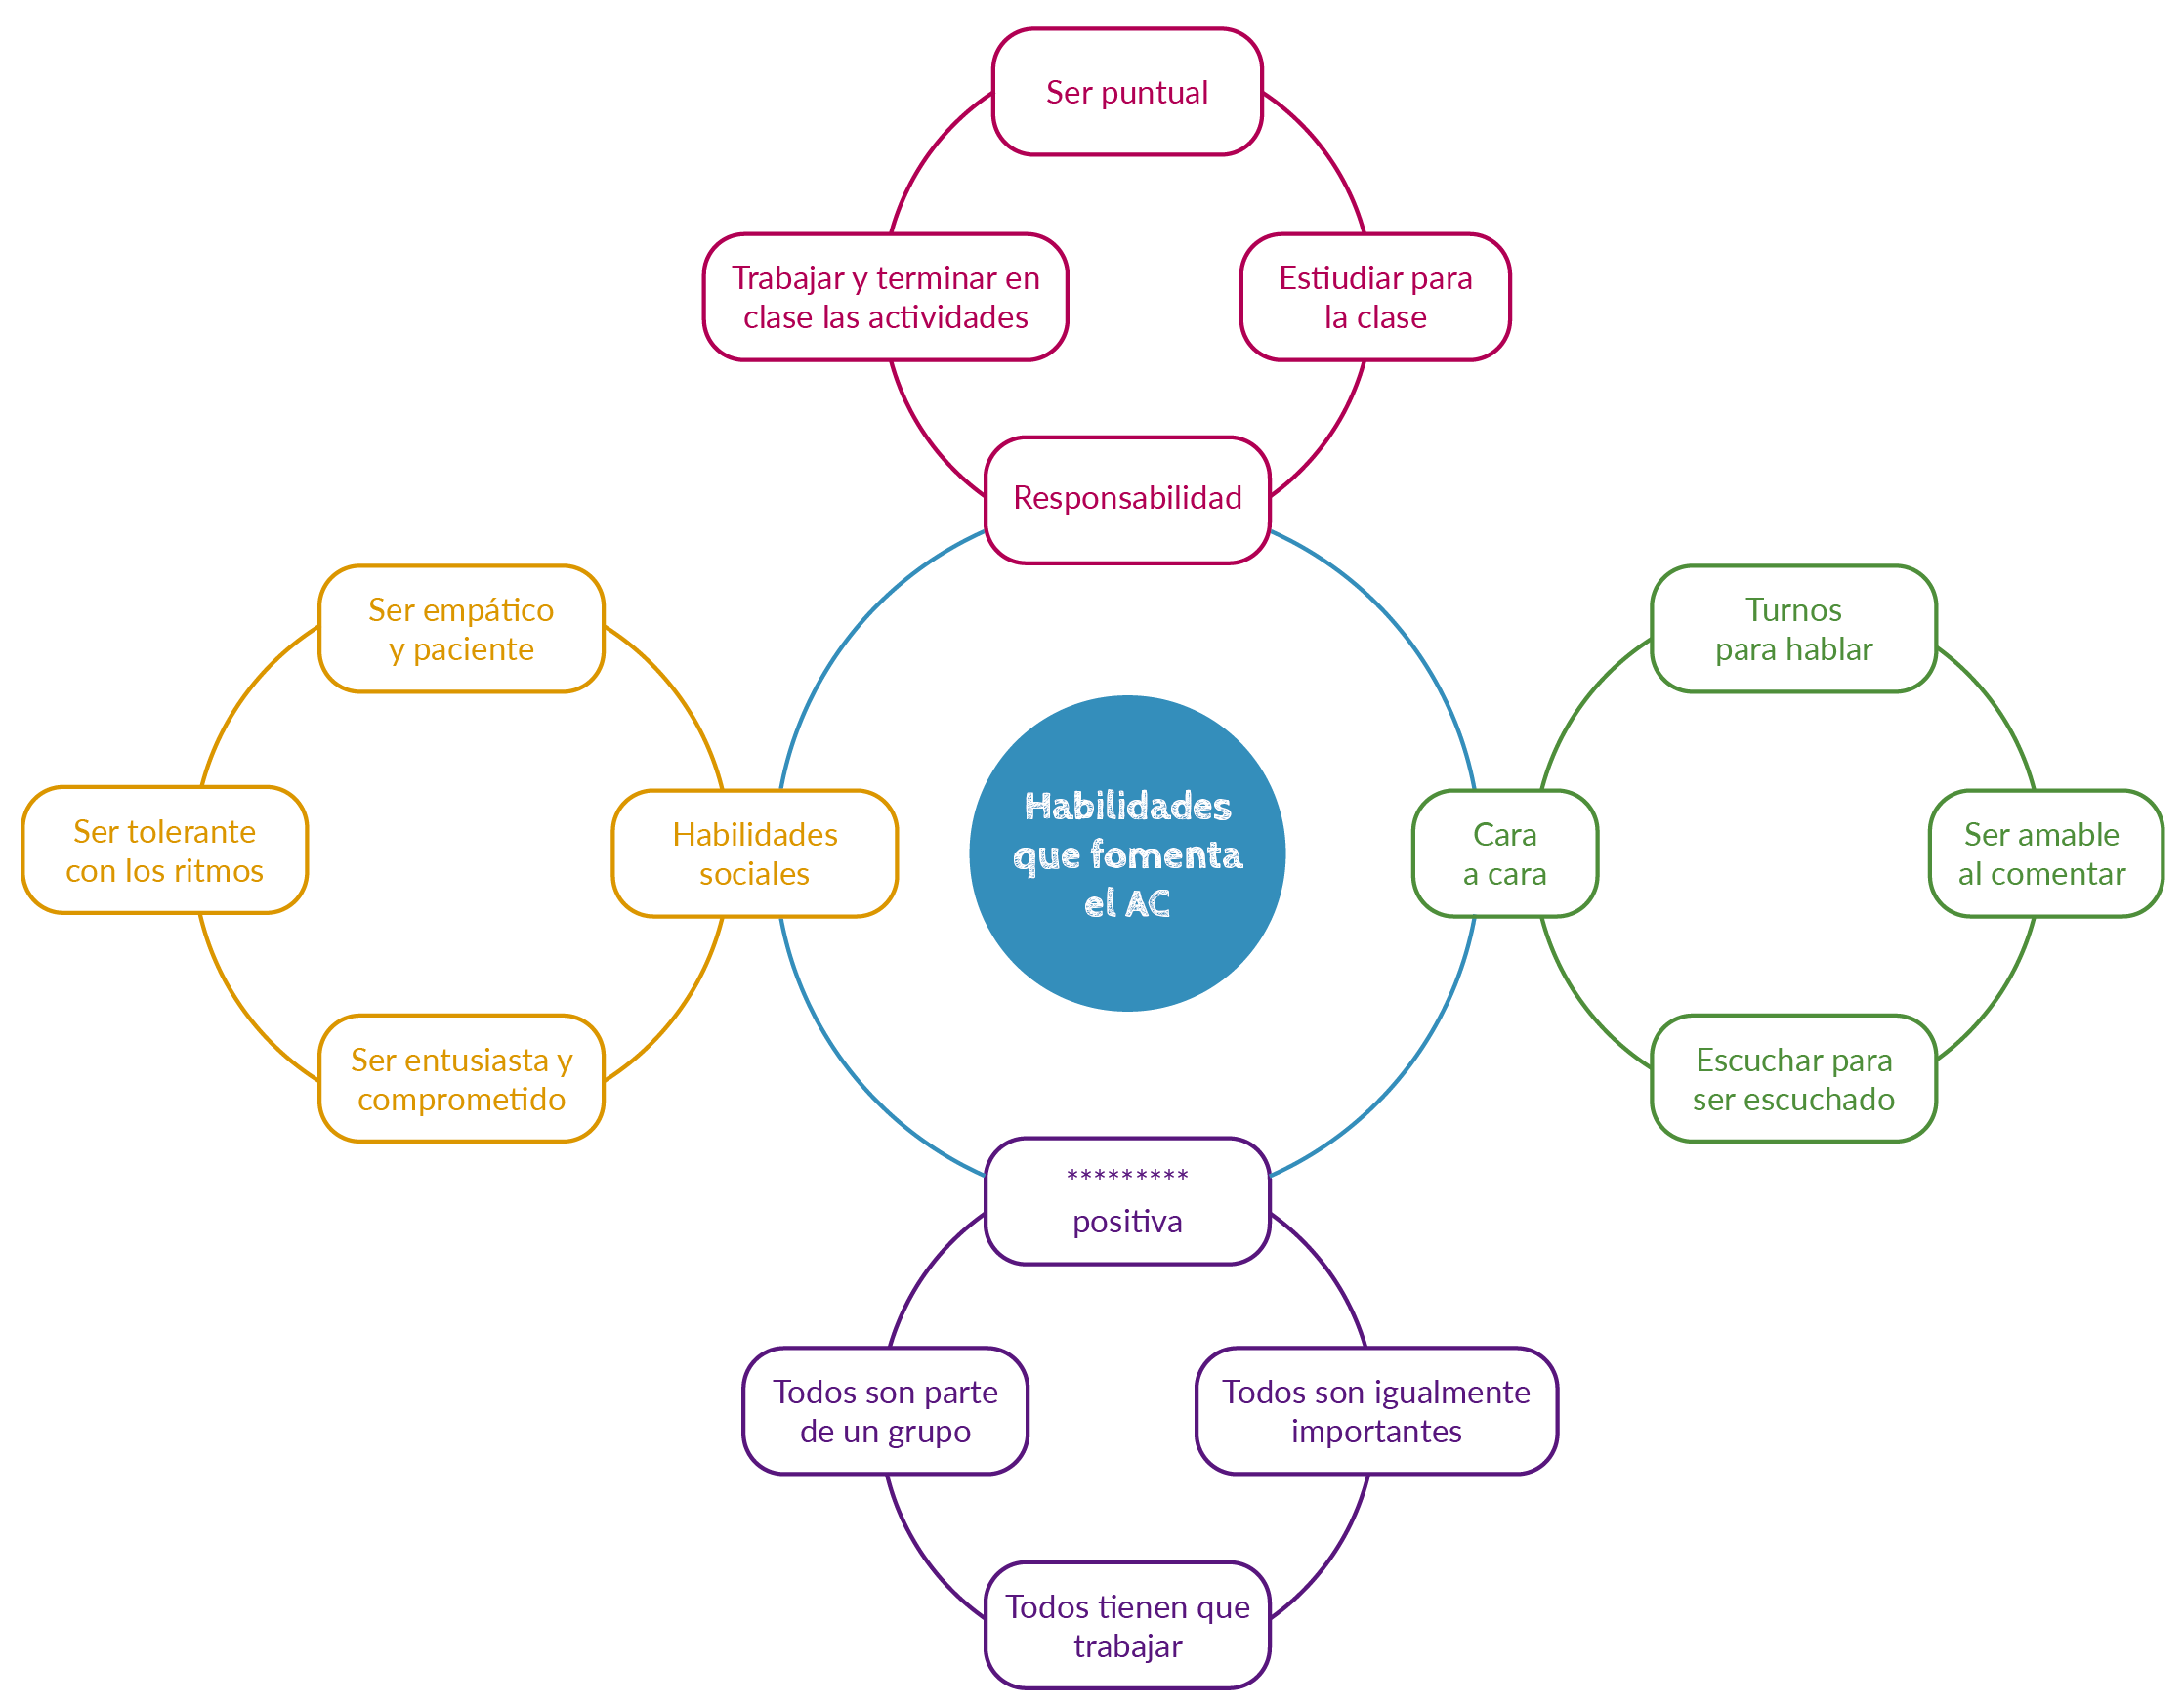 Ser puntual
Trabajar y terminar en
clase las actividades
Estiudiar para
la clase
Responsabilidad
Ser empático
y paciente
Ser tolerante
con los ritmos
Habilidades
sociales
Ser entusiasta y
comprometido
Habilidades
que fomenta
el AC
Turnos
para hablar
Cara
a cara
Ser amable
al comentar
Escuchar para
ser escuchado
*********
positiva
Todos son parte
de un grupo
Todos son igualmente
importantes
Todos tienen que
trabajar